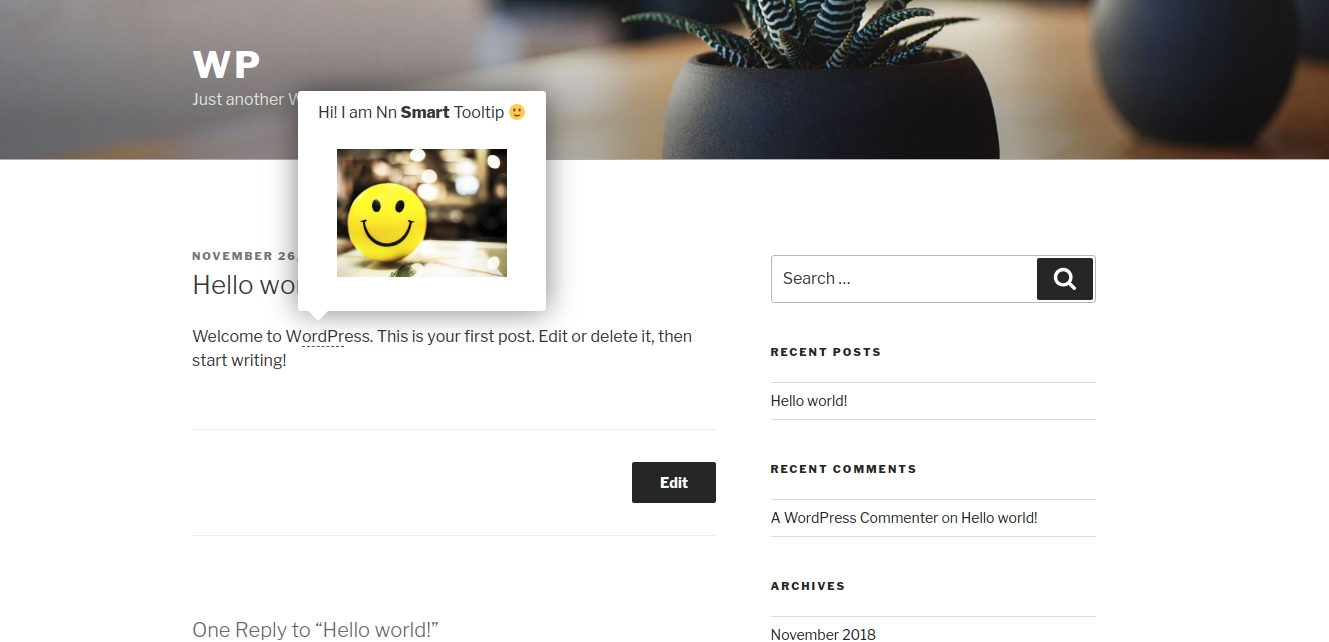 WP
Just another
Hi! I am Nn Smart Tooltip 🙂
NOVEMBER 26,
Hello wor
Welcome to WordPress. This is your first post. Edit or delete it, then
start writing!
Edit
One Reply to “Hello world!”
Search …
RECENT POSTS
Hello world!
RECENT COMMENTS
A WordPress Commenter on Hello world!
ARCHIVES
November 2018